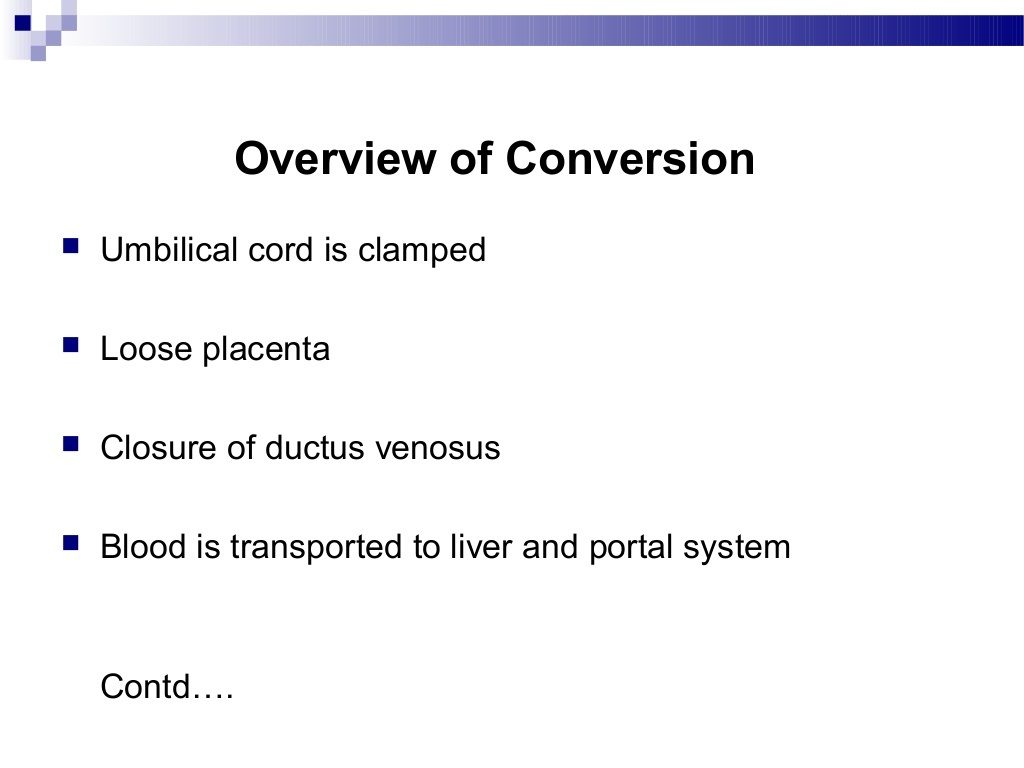 Overview of Conversion
Umbilical cord is clamped
Loose placenta
Closure of ductus venosus
Blood is transported to liver and portal system
Contd….